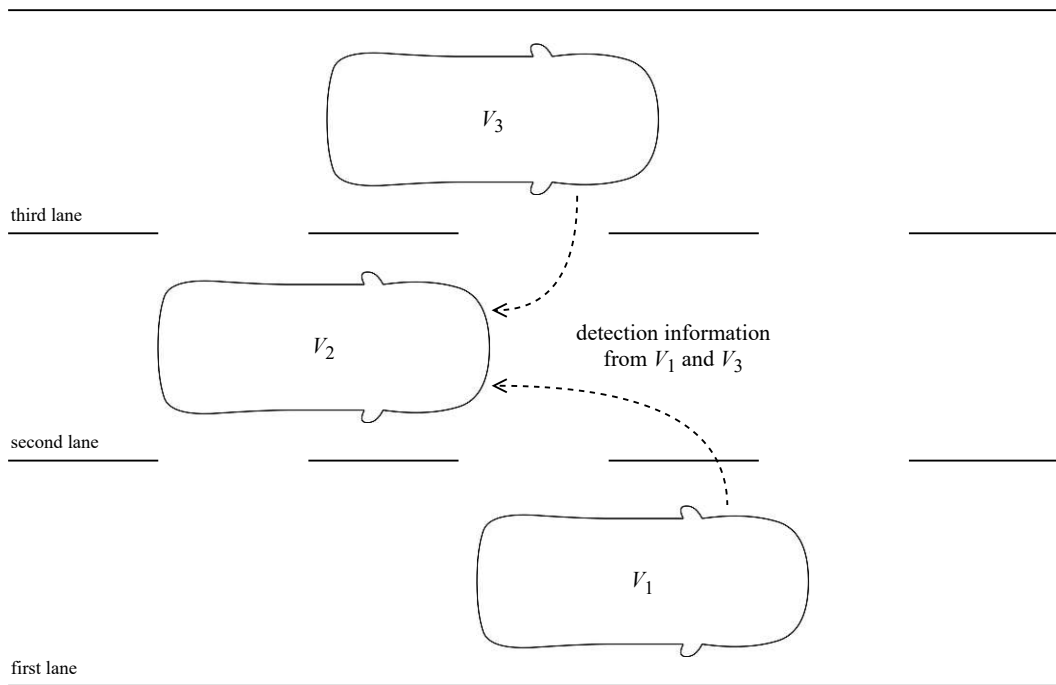 V3
third lane
V2
detection information
from V1 and V3
second lane
V1
first lane